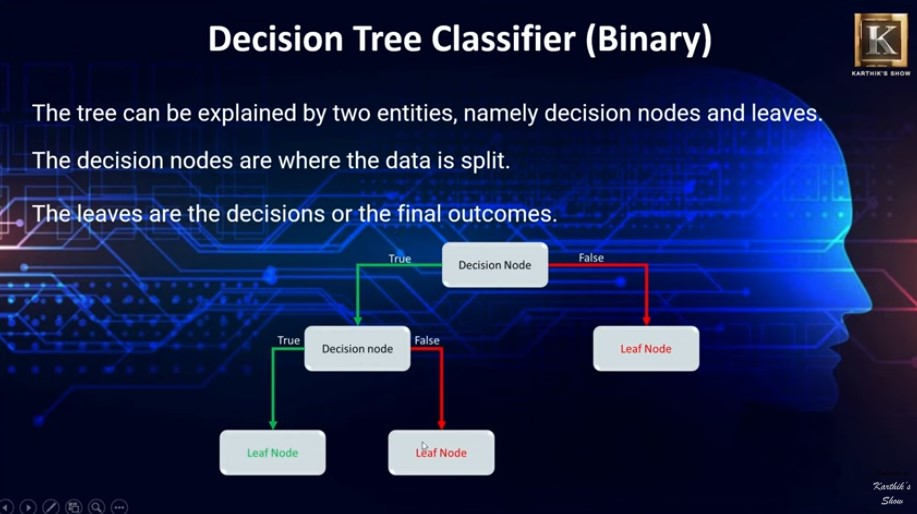 Decision Tree Classifier (Binary)
K
KARTHIK'S SHOW
The tree can be explained by two entities, namely decision nodes and leaves.
The decision nodes are where the data is split.
The leaves are the decisions or the final outcomes.
True
Decision Node
False
True
Decision node
False
Leaf Node
Leaf Node
Leaf Node
Karthik's
Show